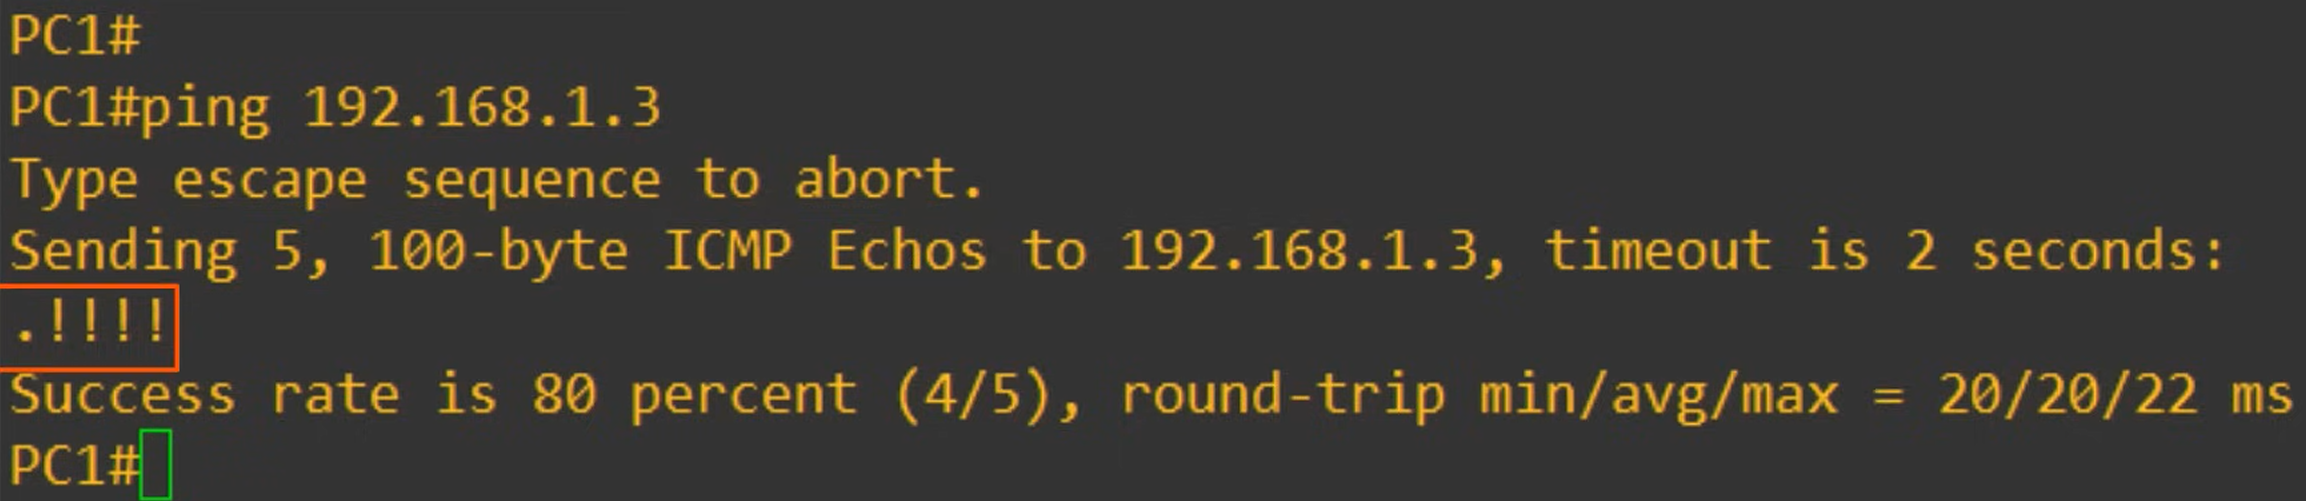 PC1#
PC1#ping 192.168.1.3
Type escape sequence to abort.
Sending 5, 100-byte ICMP Echos to 192.168.1.3, timeout is 2 seconds:
.!!!!
Success rate is 80 percent (4/5), round-trip min/avg/max = 20/20/22 ms
PC1#